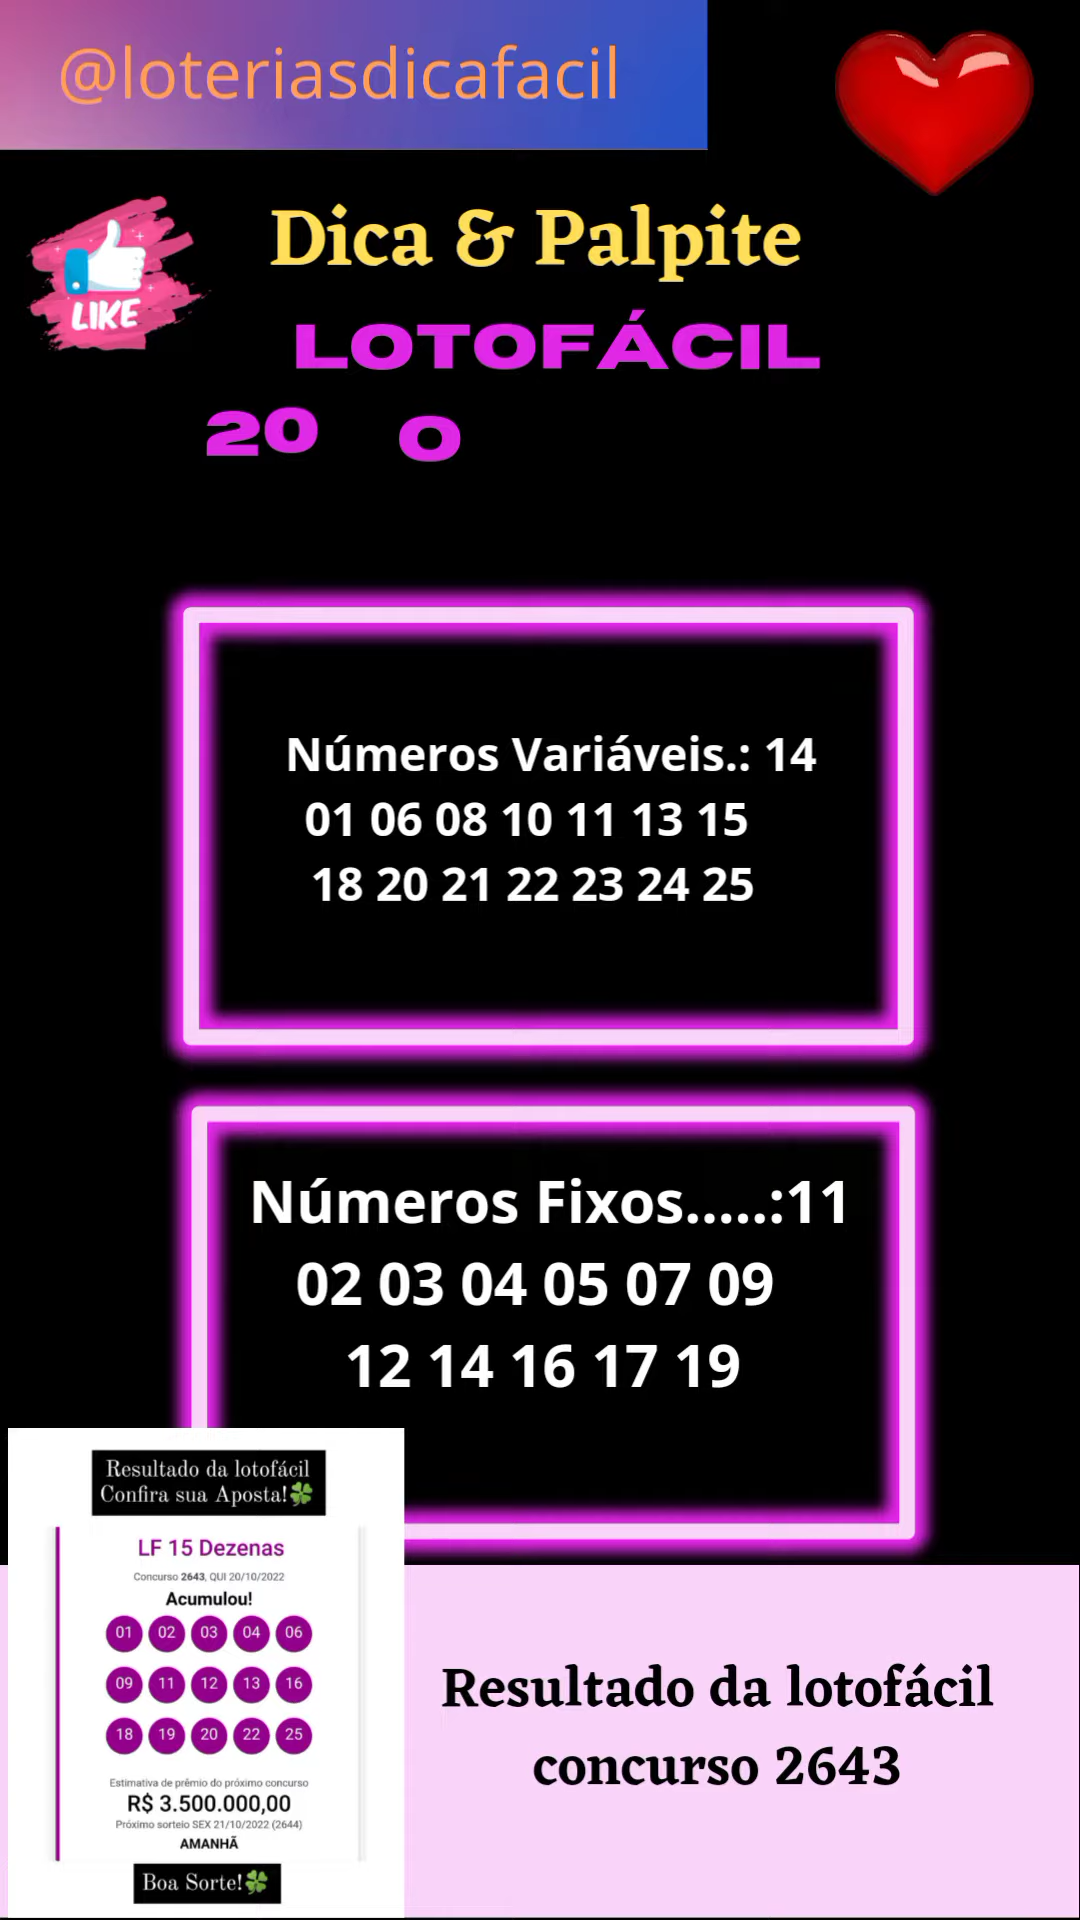 @loteriasdicafacil
Dica & Palpite
LIKE
LOTOFÁCIL
20 O
Números Variáveis.: 14
01 06 08 10 11 13 15
18 20 21 22 23 24 25
Números Fixos.....:11
02 03 04 05 07 09
12 14 16 17 19
Resultado da lotofácil
Confira sua Aposta!🍀
LF 15 Dezenas
Concurso 2643, QUI 20/10/2022
Acumulou!
01 02 03 04 06
09 11 12 13 16
18 19 20 22 25
Estimativa de prêmio do próximo concurso
R$ 3.500.000,00
Próximo sorteio SEX 21/10/2022 (2644)
AMANHÃ
Boa Sorte!🍀
Resultado da lotofácil
concurso 2643